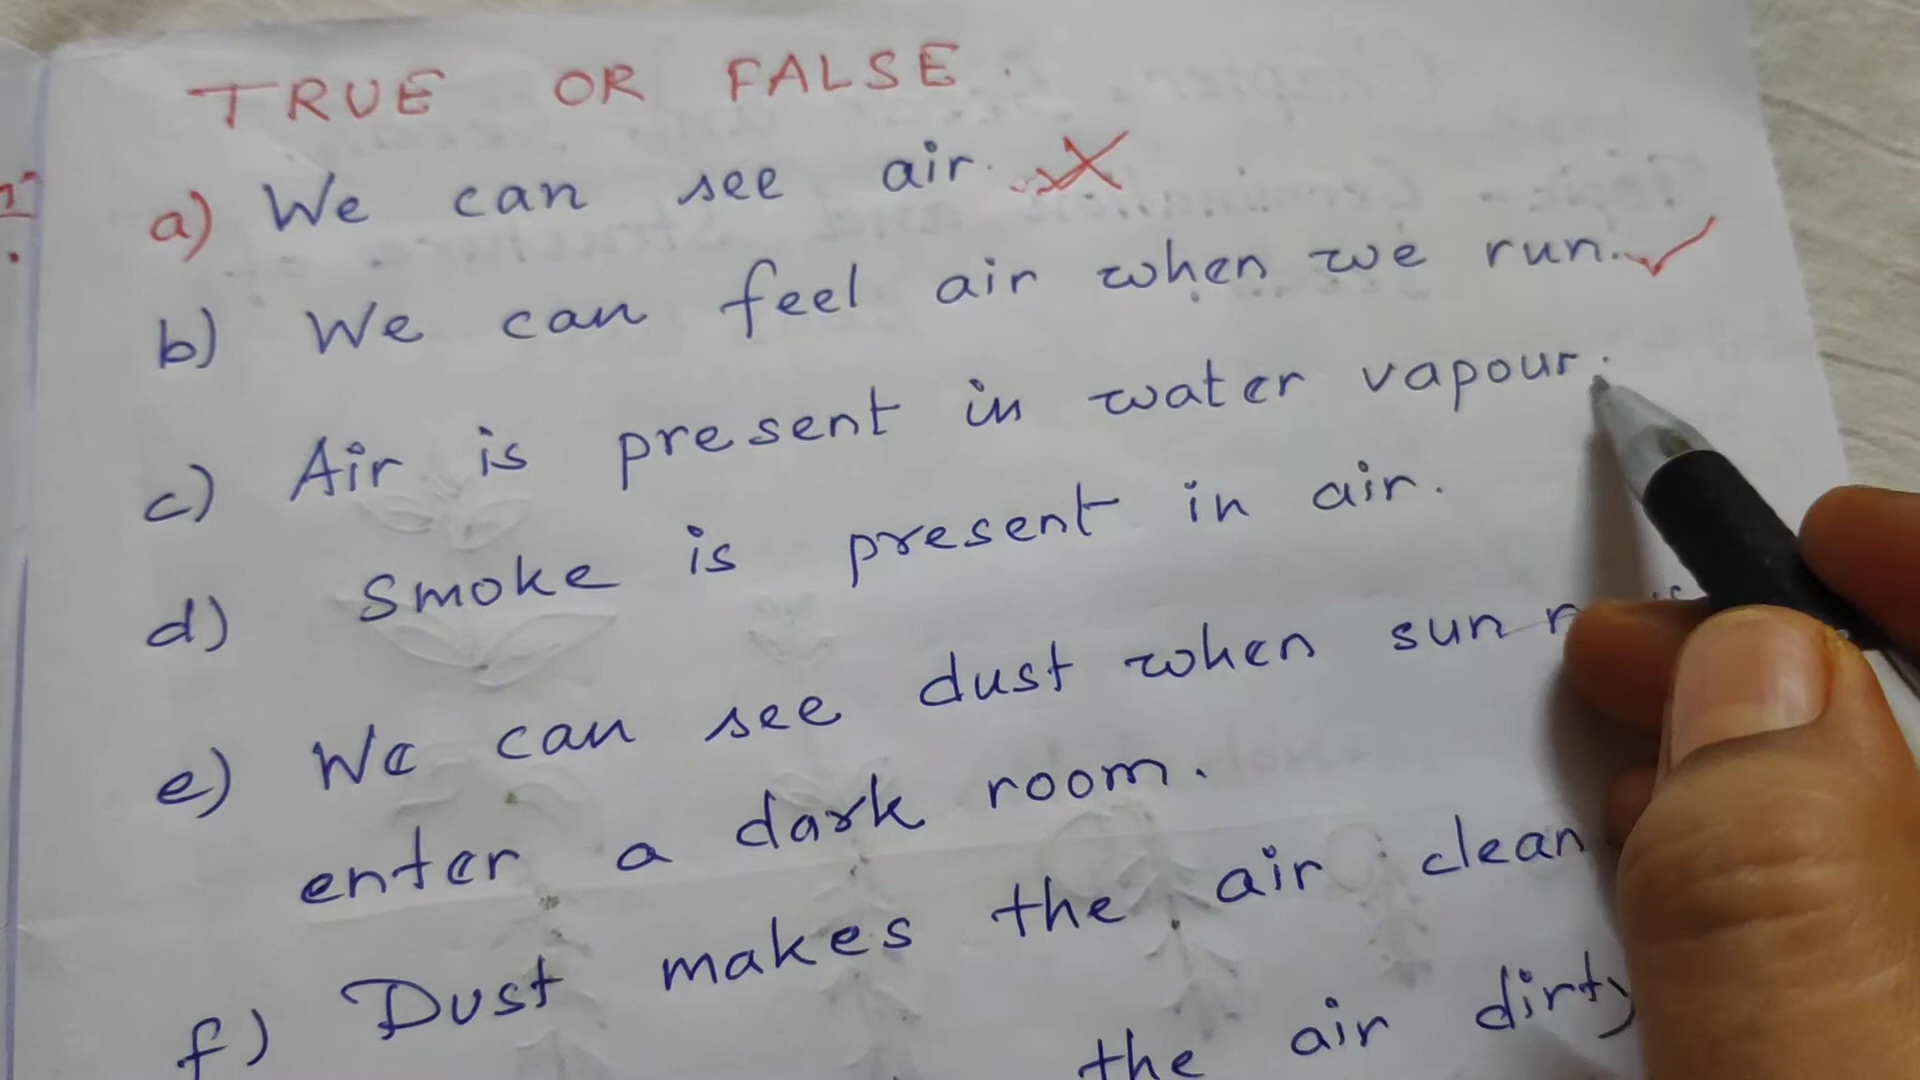 TRUE OR FALSE.
a) We can see air.
b) We can feel air when we run.
c) Air is present in water vapour.
d) Smoke is present in air.
e) We can see dust when sun
enter a dark room.
f) Dust makes the air clean
the air dirty